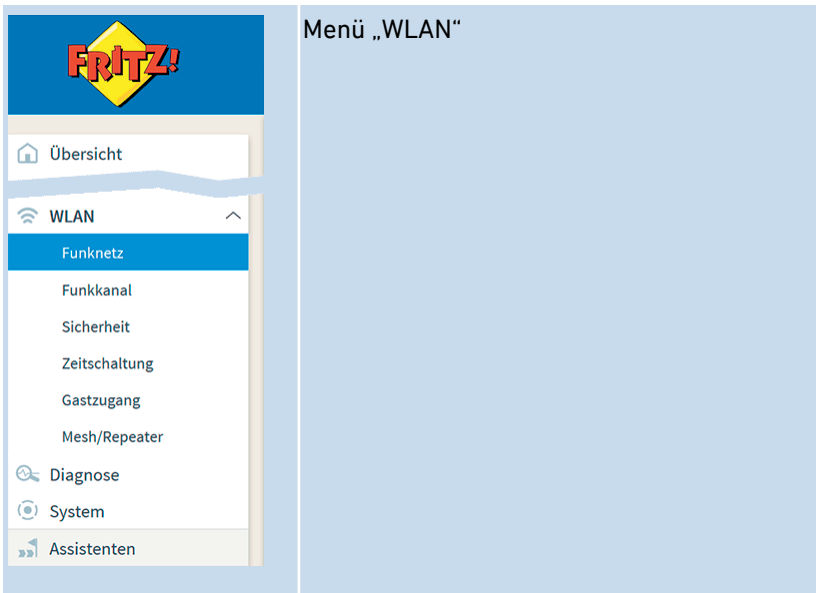 FRITZ!
Menü „WLAN“
Übersicht
WLAN
Funknetz
Funkkanal
Sicherheit
Zeitschaltung
Gastzugang
Mesh/Repeater
Diagnose
System
Assistenten